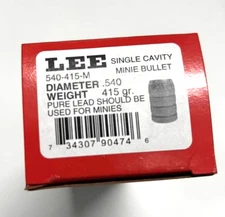 LEE SINGLE CAVITY
540-415-M MINIE BULLET
DIAMETER .540
WEIGHT 415 gr.
PURE LEAD SHOULD BE
USED FOR MINIES
7 34307 90474 6